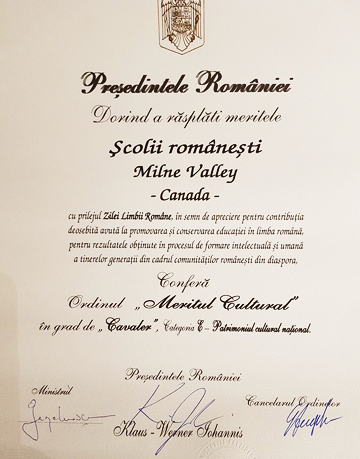 Președintele României
Dorind a răsplăti meritele
Școlii românești
Milne Valley
- Canada -
cu prilejul Zilei Limbii Române, în semn de apreciere pentru contribuția
deosebită avută la promovarea și conservarea educației în limba română,
pentru rezultatele obținute în procesul de formare intelectuală și umană
a tinerelor generații din cadrul comunităților românești din diaspora,
Conferă
Ordinul „Meritul Cultural”
în grad de „Cavaler”, Categoria E – Patrimoniul cultural național.
Președintele României
Ministrul
Cancelarul Ordinelor
Klaus - Werner Iohannis